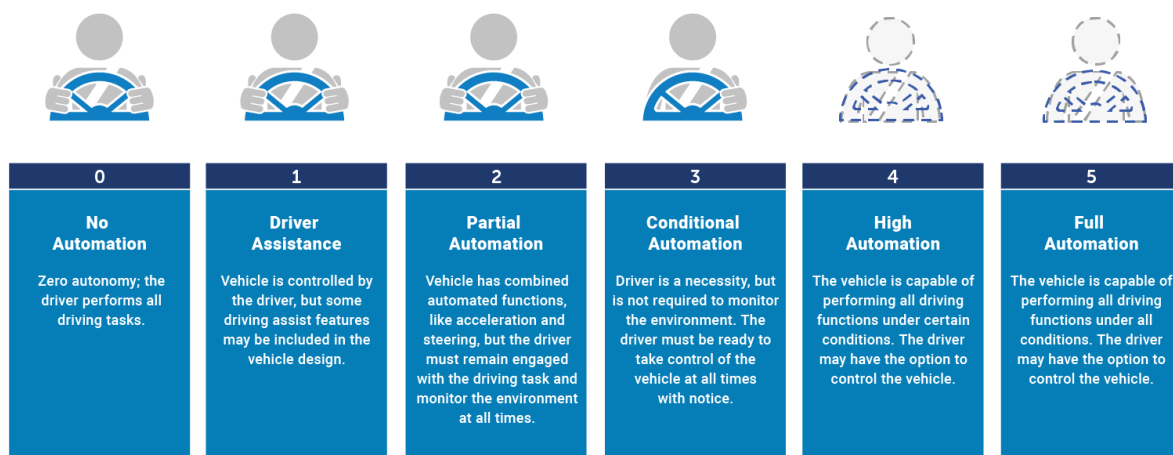 0
No
Automation
Zero autonomy; the
driver performs all
driving tasks.
1
Driver
Assistance
Vehicle is controlled by
the driver, but some
driving assist features
may be included in the
vehicle design.
2
Partial
Automation
Vehicle has combined
automated functions,
like acceleration and
steering, but the driver
must remain engaged
with the driving task and
monitor the environment
at all times.
3
Conditional
Automation
Driver is a necessity, but
is not required to monitor
the environment. The
driver must be ready to
take control of the
vehicle at all times
with notice.
4
High
Automation
The vehicle is capable of
performing all driving
functions under certain
conditions. The driver
may have the option to
control the vehicle.
5
Full
Automation
The vehicle is capable of
performing all driving
functions under all
conditions. The driver
may have the option to
control the vehicle.